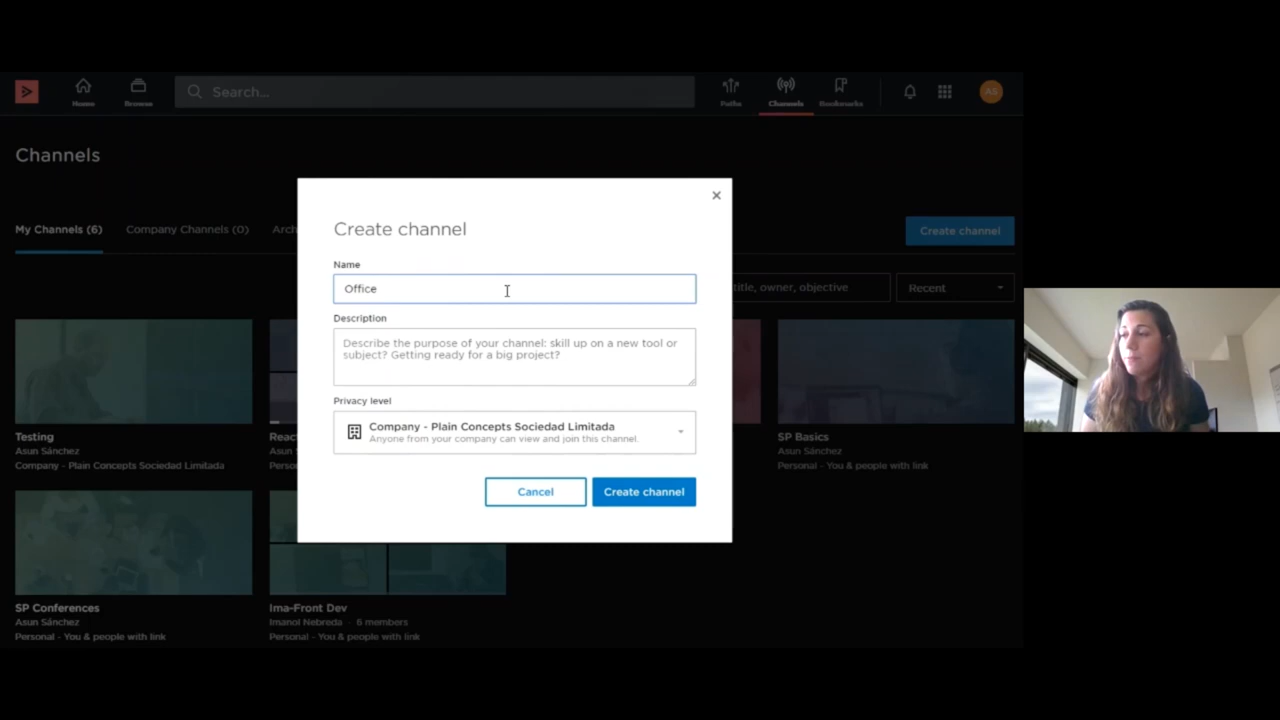 Home
Browse
Search...
Paths
Channels
Bookmarks
AS
Channels
My Channels (6)
Company Channels (0)
Arch
Create channel
title, owner, objective
Recent
Create channel
Name
Office
Description
Describe the purpose of your channel: skill up on a new tool or
subject? Getting ready for a big project?
Privacy level
Company - Plain Concepts Sociedad Limitada
Anyone from your company can view and join this channel.
Cancel
Create channel
Testing
Asun Sánchez
Company - Plain Concepts Sociedad Limitada
Reac
Asun
Perso
SP Basics
Asun Sánchez
Personal - You & people with link
SP Conferences
Asun Sánchez
Personal - You & people with link
Ima-Front Dev
Imanol Nebreda · 6 members
Personal - You & people with link